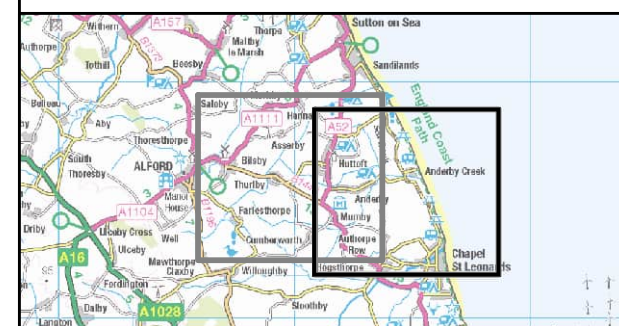 Sutton on Sea
Withern
A157
Thorpe
Maltby
le Marsh
B1373
Tothill
Beesby
Sandilands
Belleau
Saleby
Aby
A1111
A52
England
Coast
Path
Thoresthorpe
Asserby
Huttoft
South
Thoresby
ALFORD
Bilsby
Anderby Creek
Thurlby
Manor
House
B1196
Farlesthorpe
Anderby
Mumby
A1104
Driby
Ulceby Cross
Well
Cumberworth
Authorpe
Row
Ulceby
A16
Mawthorpe
Claxby
Willoughby
Hogsthorpe
Chapel
St Leonards
95
Fordington
Dalby
A1028
Sloothby
Langton